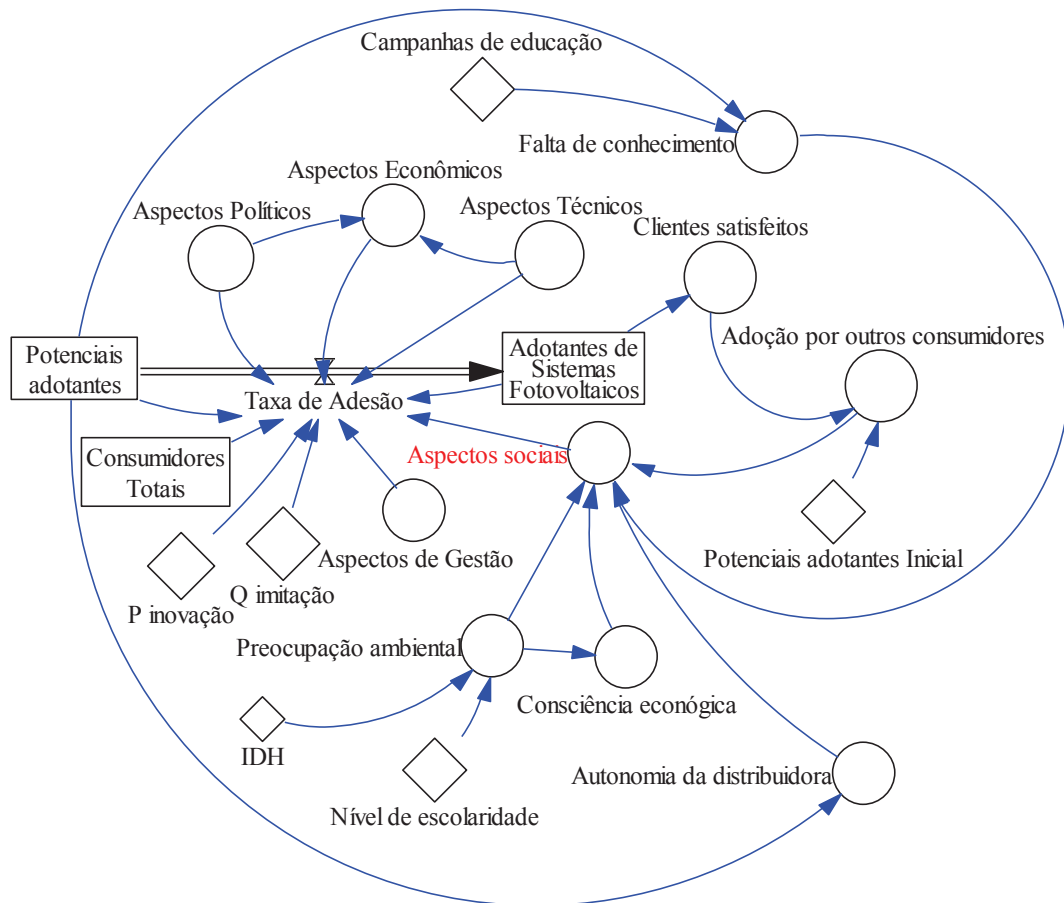 Campanhas de educação
Falta de conhecimento
Aspectos Econômicos
Aspectos Políticos
Aspectos Técnicos
Clientes satisfeitos
Adoção por outros consumidores
Potenciais
adotantes
Adotantes de
Sistemas
Fotovoltaicos
Taxa de Adesão
Consumidores
Totais
Aspectos sociais
Aspectos de Gestão
Potenciais adotantes Inicial
P inovação
Q imitação
Preocupação ambiental
Consciência econógica
IDH
Nível de escolaridade
Autonomia da distribuidora